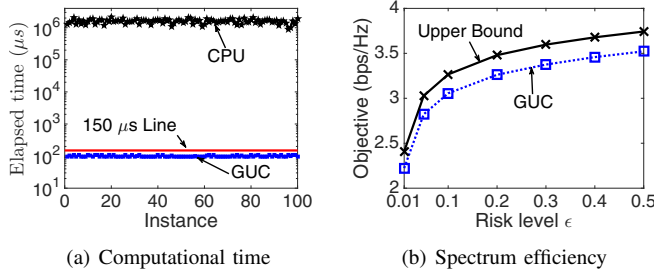 Elapsed time (μs)
10^6
10^5
10^4
10^3
10^2
10^1
CPU
150 μs Line
GUC
0 20 40 60 80 100
Instance
(a) Computational time
Objective (bps/Hz)
4
3.5
3
2.5
2
Upper Bound
GUC
0.01 0.1 0.2 0.3 0.4 0.5
Risk level ϵ
(b) Spectrum efficiency